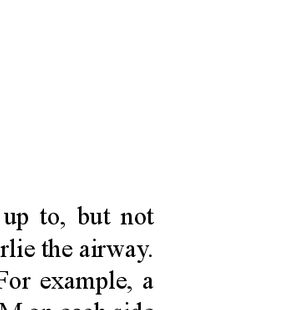 up to, but not
rlie the airway.
For example, a
M on each side